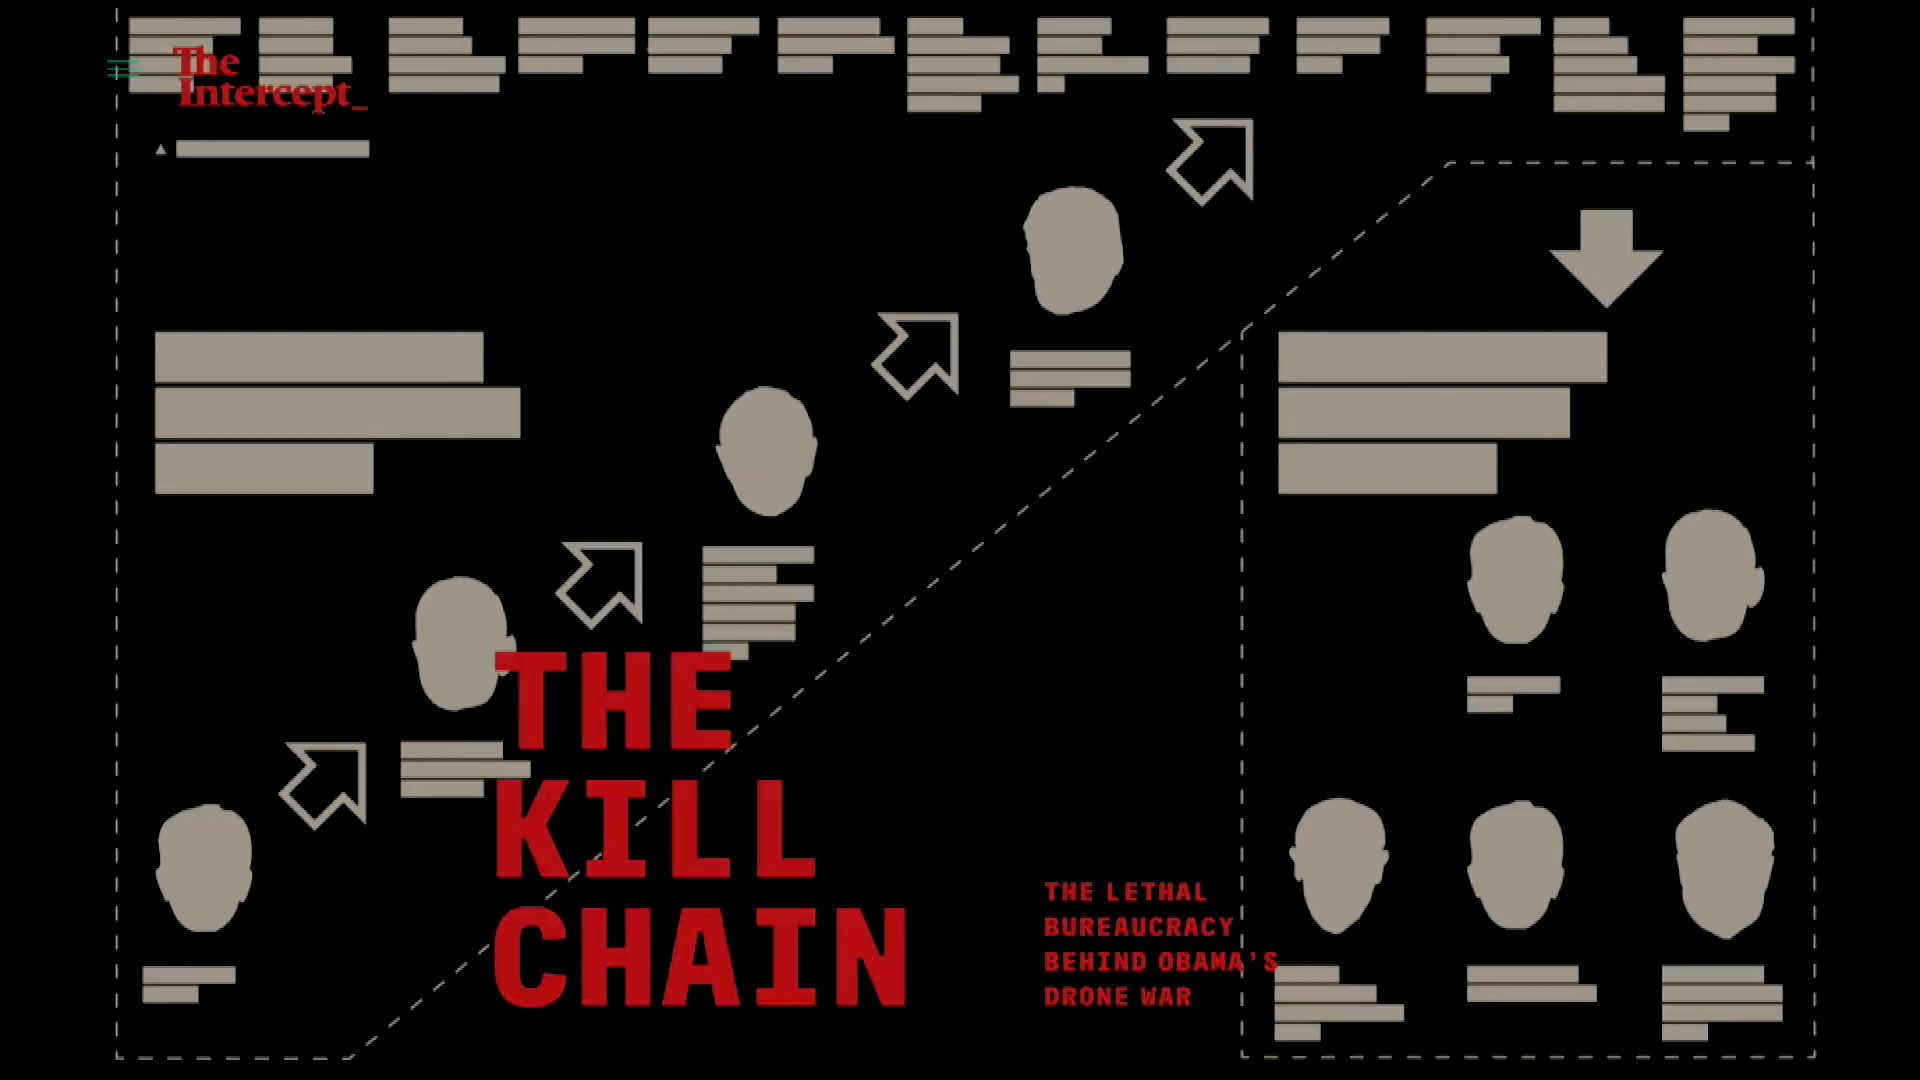 The
Intercept_
THE
KILL
CHAIN
THE LETHAL
BUREAUCRACY
BEHIND OBAMA'S
DRONE WAR